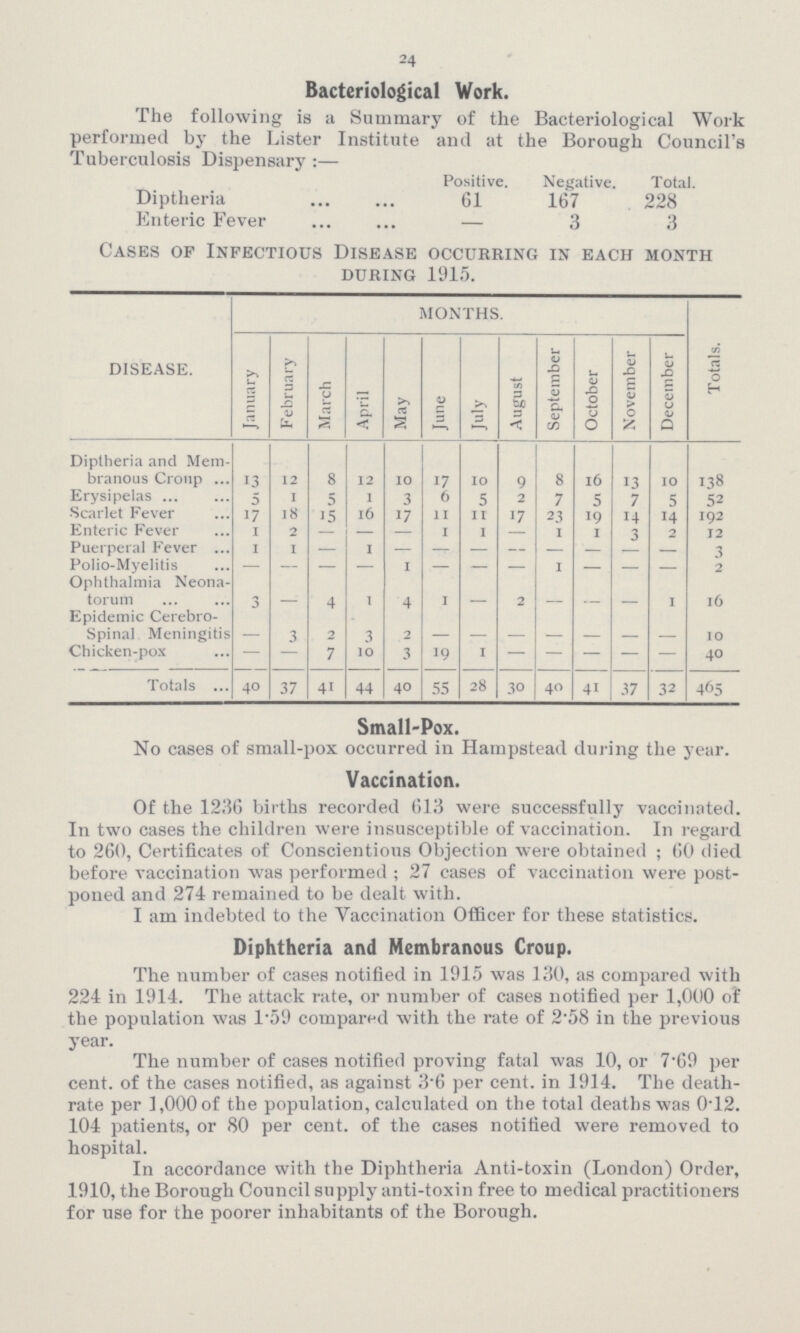 24
Bacteriological Work.
The following is a Summary of the Bacteriological Work
performed by the Lister Institute and at the Borough Council's
Tuberculosis Dispensary :—
Positive. Negative. Total.
Diptheria ... ... 61 167 228
Enteric Fever ... ... — 3 3
CASES OF INFECTIOUS DISEASE OCCURRING IN EACH MONTH
DURING 1915.
DISEASE. MONTHS. Totals.
January February March April May June July August September October November December
Diptheria and Mem-
branous Croup ... 13 12 8 12 10 17 10 9 8 16 13 10 138
Erysipelas ... ... 5 1 5 1 3 6 5 2 7 5 7 5 52
Scarlet Fever ... 17 18 15 16 17 11 11 17 23 19 14 14 192
Enteric Fever ... 1 2 — — — 1 1 — 1 1 3 2 12
Puerperal Fever ... 1 1 — 1 — — — — — — — — 3
Polio-Myelitis ... — — — — 1 — — — 1 — — — 2
Ophthalmia Neona-
torum ... ... 3 — 4 1 4 1 — 2 — — — 1 16
Epidemic Cerebro-
Spinal Meningitis — 3 2 3 2 — — — — — — — 10
Chicken-pox ... — — 7 10 3 19 1 — — — — — 40
Totals ... 40 37 41 44 40 55 28 30 40 41 37 32 465
Small-Pox.
No cases of small-pox occurred in Hampstead during the year.
Vaccination.
Of the 1236 births recorded 613 were successfully vaccinated.
In two cases the children were insusceptible of vaccination. In regard
to 260, Certificates of Conscientious Objection were obtained ; 60 died
before vaccination was performed ; 27 cases of vaccination were post-
poned and 274 remained to be dealt with.
I am indebted to the Vaccination Officer for these statistics.
Diphtheria and Membranous Croup.
The number of cases notified in 1915 was 130, as compared with
224 in 1914. The attack rate, or number of cases notified per 1,000 of
the population was 1·59 compared with the rate of 2·58 in the previous
year.
The number of cases notified proving fatal was 10, or 7·69 per
cent. of the cases notified, as against 3·6 per cent. in 1914. The death-
rate per 1,000 of the population, calculated on the total deaths was 0·12.
104 patients, or 80 per cent. of the cases notified were removed to
hospital.
In accordance with the Diphtheria Anti-toxin (London) Order,
1910, the Borough Council supply anti-toxin free to medical practitioners
for use for the poorer inhabitants of the Borough.